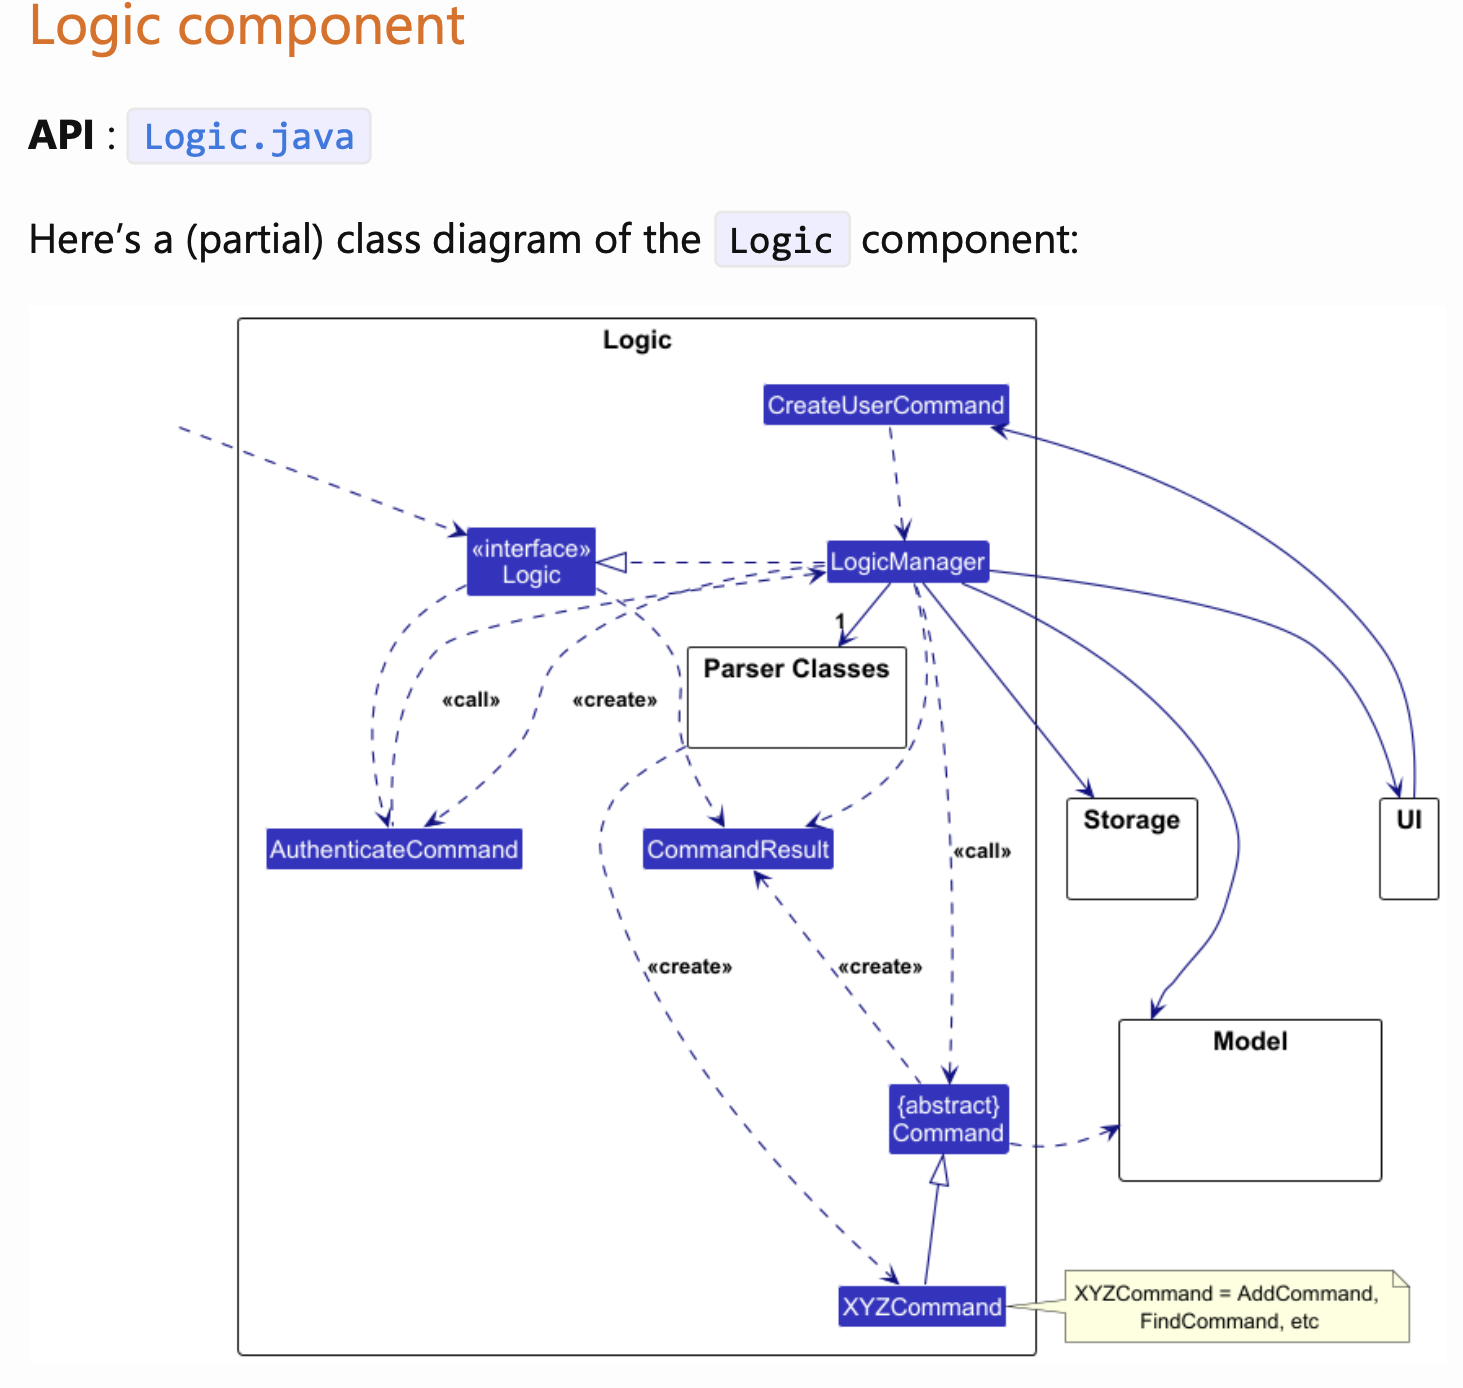 Logic component
API : Logic.java
Here’s a (partial) class diagram of the Logic component:
Logic
CreateUserCommand
«interface»
Logic
LogicManager
1
Parser Classes
«call»
«create»
Storage
UI
AuthenticateCommand
CommandResult
«call»
«create»
«create»
Model
{abstract}
Command
XYZCommand
XYZCommand = AddCommand,
FindCommand, etc